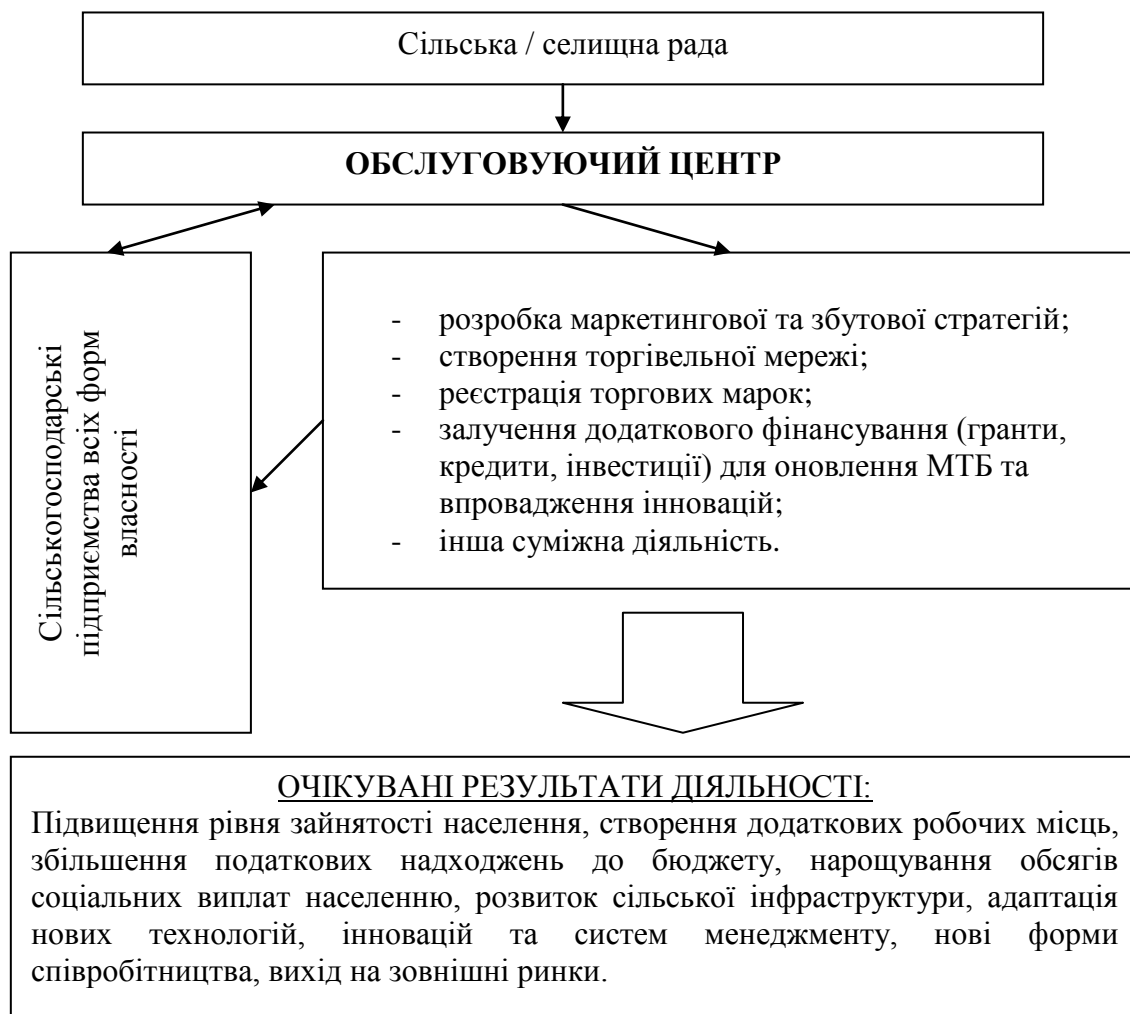 Сільська / селищна рада
ОБСЛУГОВУЮЧИЙ ЦЕНТР
Сільськогосподарські
підприємства всіх форм
власності
- розробка маркетингової та збутової стратегій;
- створення торгівельної мережі;
- реєстрація торгових марок;
- залучення додаткового фінансування (гранти,
кредити, інвестиції) для оновлення МТБ та
впровадження інновацій;
- інша суміжна діяльність.
ОЧІКУВАНІ РЕЗУЛЬТАТИ ДІЯЛЬНОСТІ:
Підвищення рівня зайнятості населення, створення додаткових робочих місць,
збільшення податкових надходжень до бюджету, нарощування обсягів
соціальних виплат населенню, розвиток сільської інфраструктури, адаптація
нових технологій, інновацій та систем менеджменту, нові форми
співробітництва, вихід на зовнішні ринки.